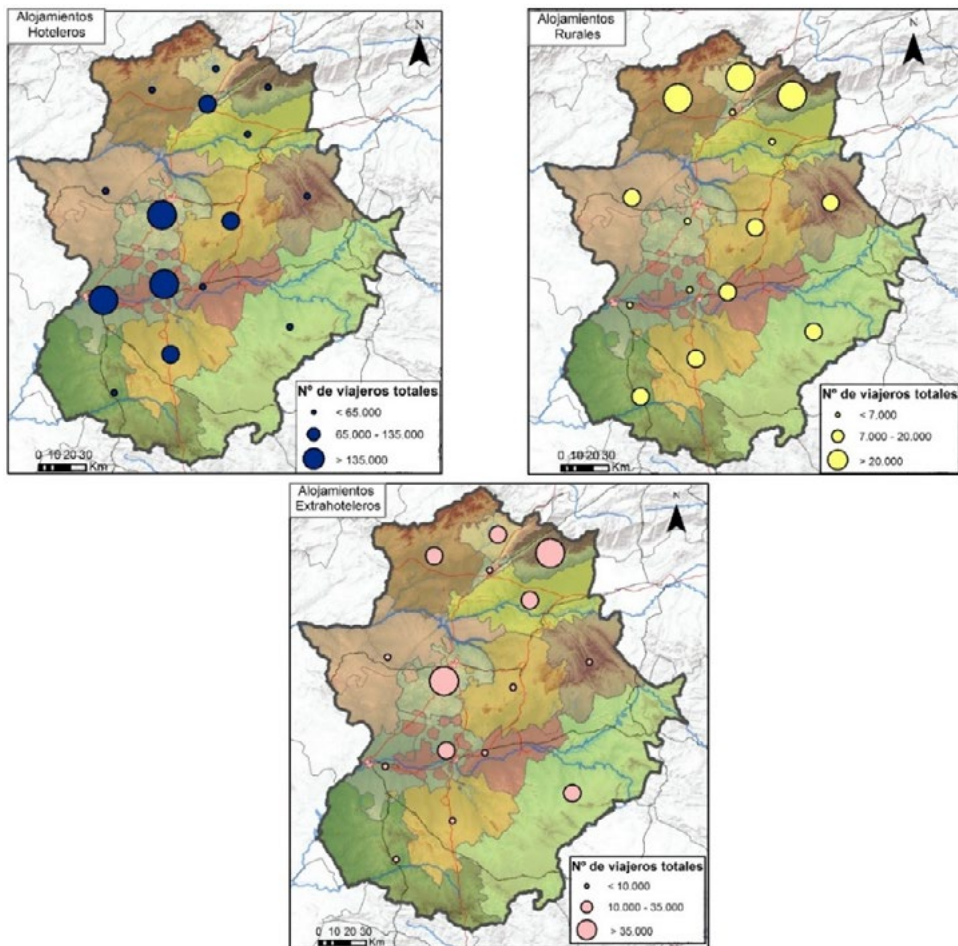 Alojamientos
Hoteleros
N
Nº de viajeros totales
< 65.000
65.000 - 135.000
> 135.000
0 10 20 30
Km
Alojamientos
Rurales
N
Nº de viajeros totales
< 7.000
7.000 - 20.000
> 20.000
0 10 20 30
Km
Alojamientos
Extrahoteleros
N
Nº de viajeros totales
< 10.000
10.000 - 35.000
> 35.000
0 10 20 30
Km